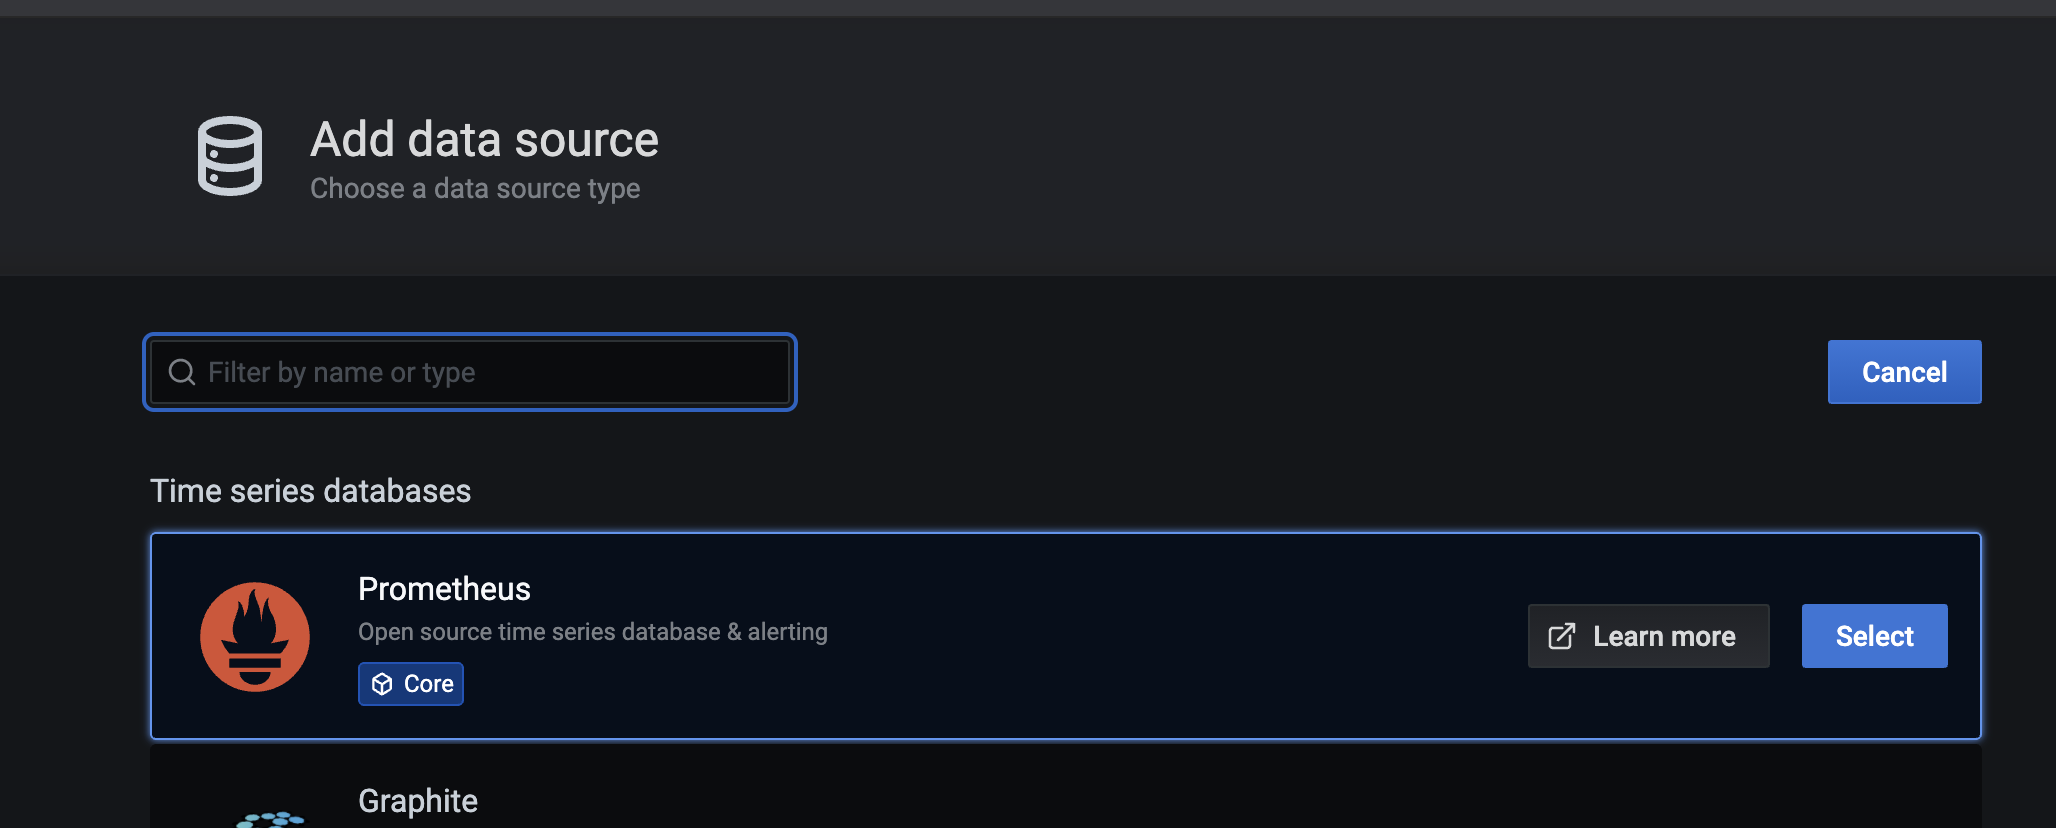 Add data source
Choose a data source type
Filter by name or type
Cancel
Time series databases
Prometheus
Open source time series database & alerting
Core
Learn more
Select
Graphite